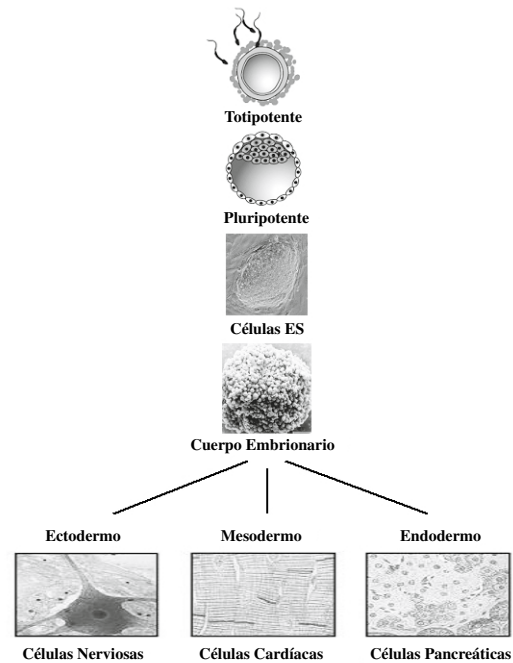 Totipotente
Pluripotente
Células ES
Cuerpo Embrionario
Ectodermo
Mesodermo
Endodermo
Células Nerviosas
Células Cardíacas
Células Pancreáticas